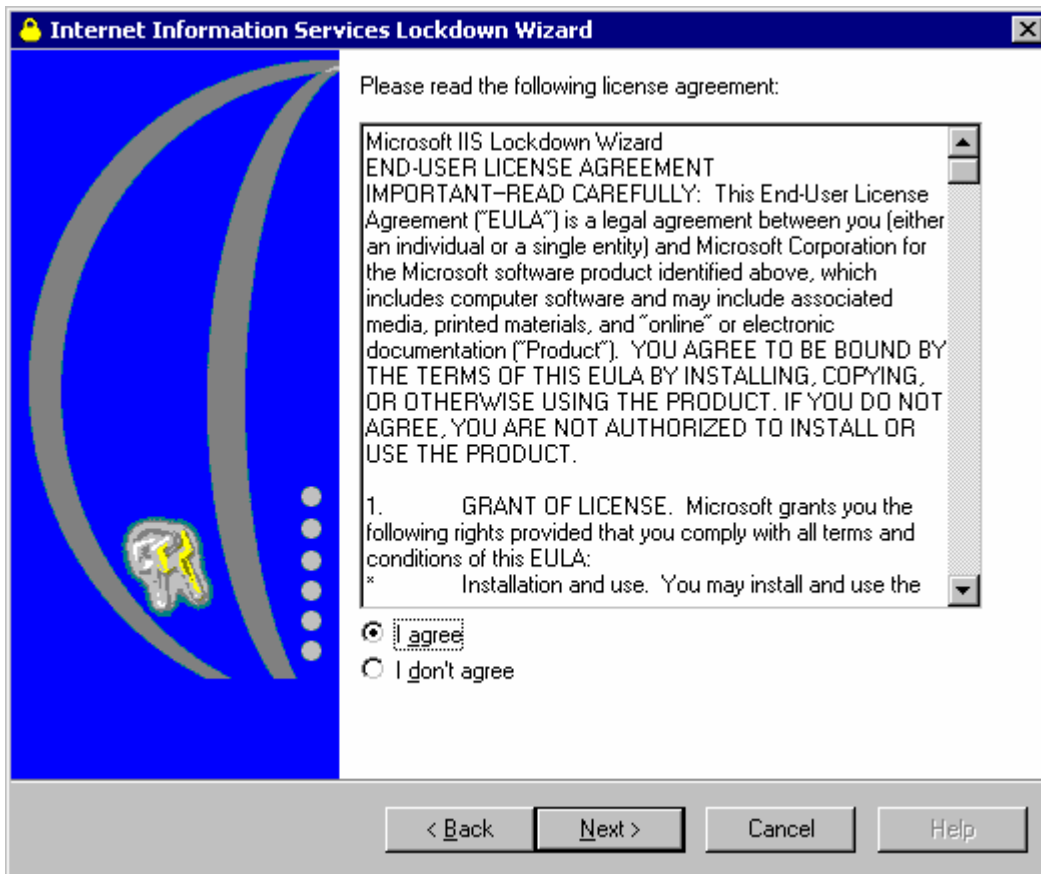 Internet Information Services Lockdown Wizard
Please read the following license agreement:
Microsoft IIS Lockdown Wizard
END-USER LICENSE AGREEMENT
IMPORTANT–READ CAREFULLY:  This End-User License
Agreement ("EULA") is a legal agreement between you (either
an individual or a single entity) and Microsoft Corporation for
the Microsoft software product identified above, which
includes computer software and may include associated
media, printed materials, and "online" or electronic
documentation ("Product").  YOU AGREE TO BE BOUND BY
THE TERMS OF THIS EULA BY INSTALLING, COPYING,
OR OTHERWISE USING THE PRODUCT. IF YOU DO NOT
AGREE, YOU ARE NOT AUTHORIZED TO INSTALL OR
USE THE PRODUCT.
1. GRANT OF LICENSE.  Microsoft grants you the
following rights provided that you comply with all terms and
conditions of this EULA:
* Installation and use.  You may install and use the
I agree
I don't agree
< Back Next > Cancel Help